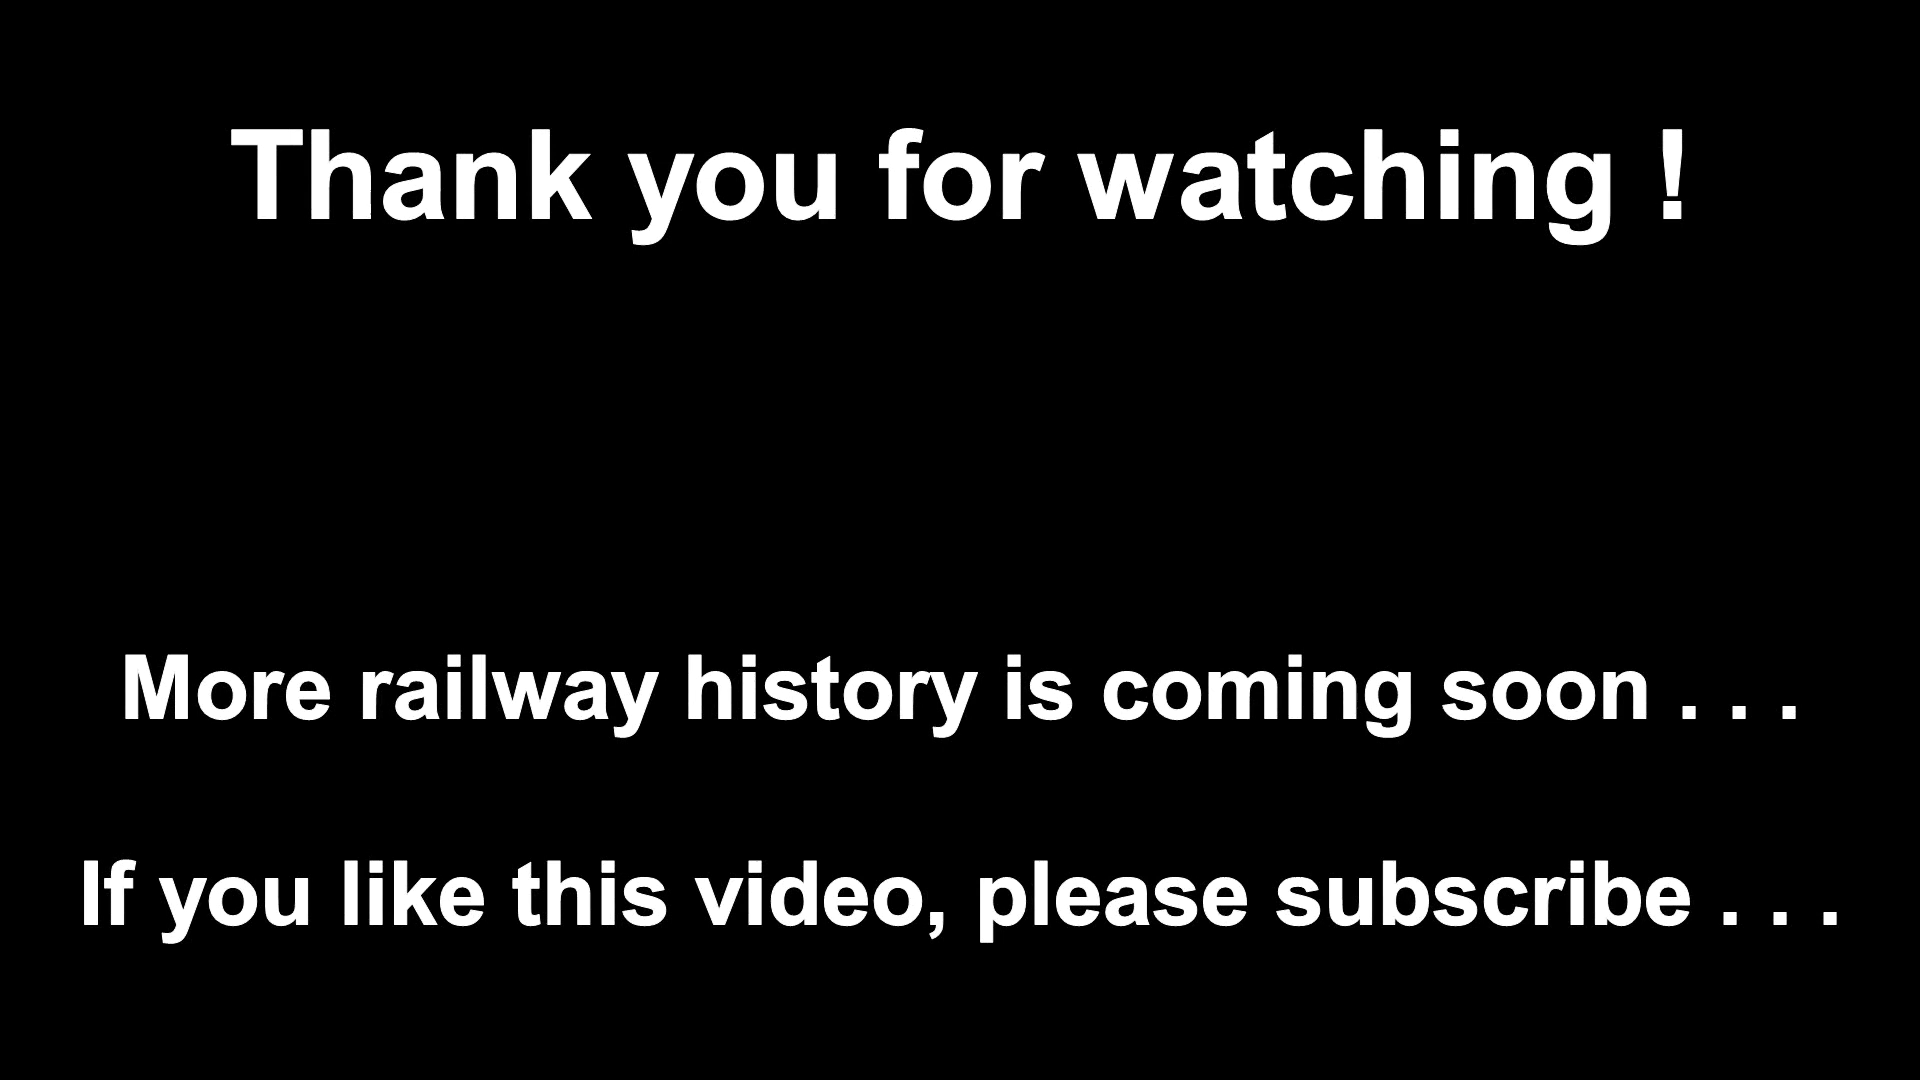 Thank you for watching !
More railway history is coming soon . . .
If you like this video, please subscribe . . .